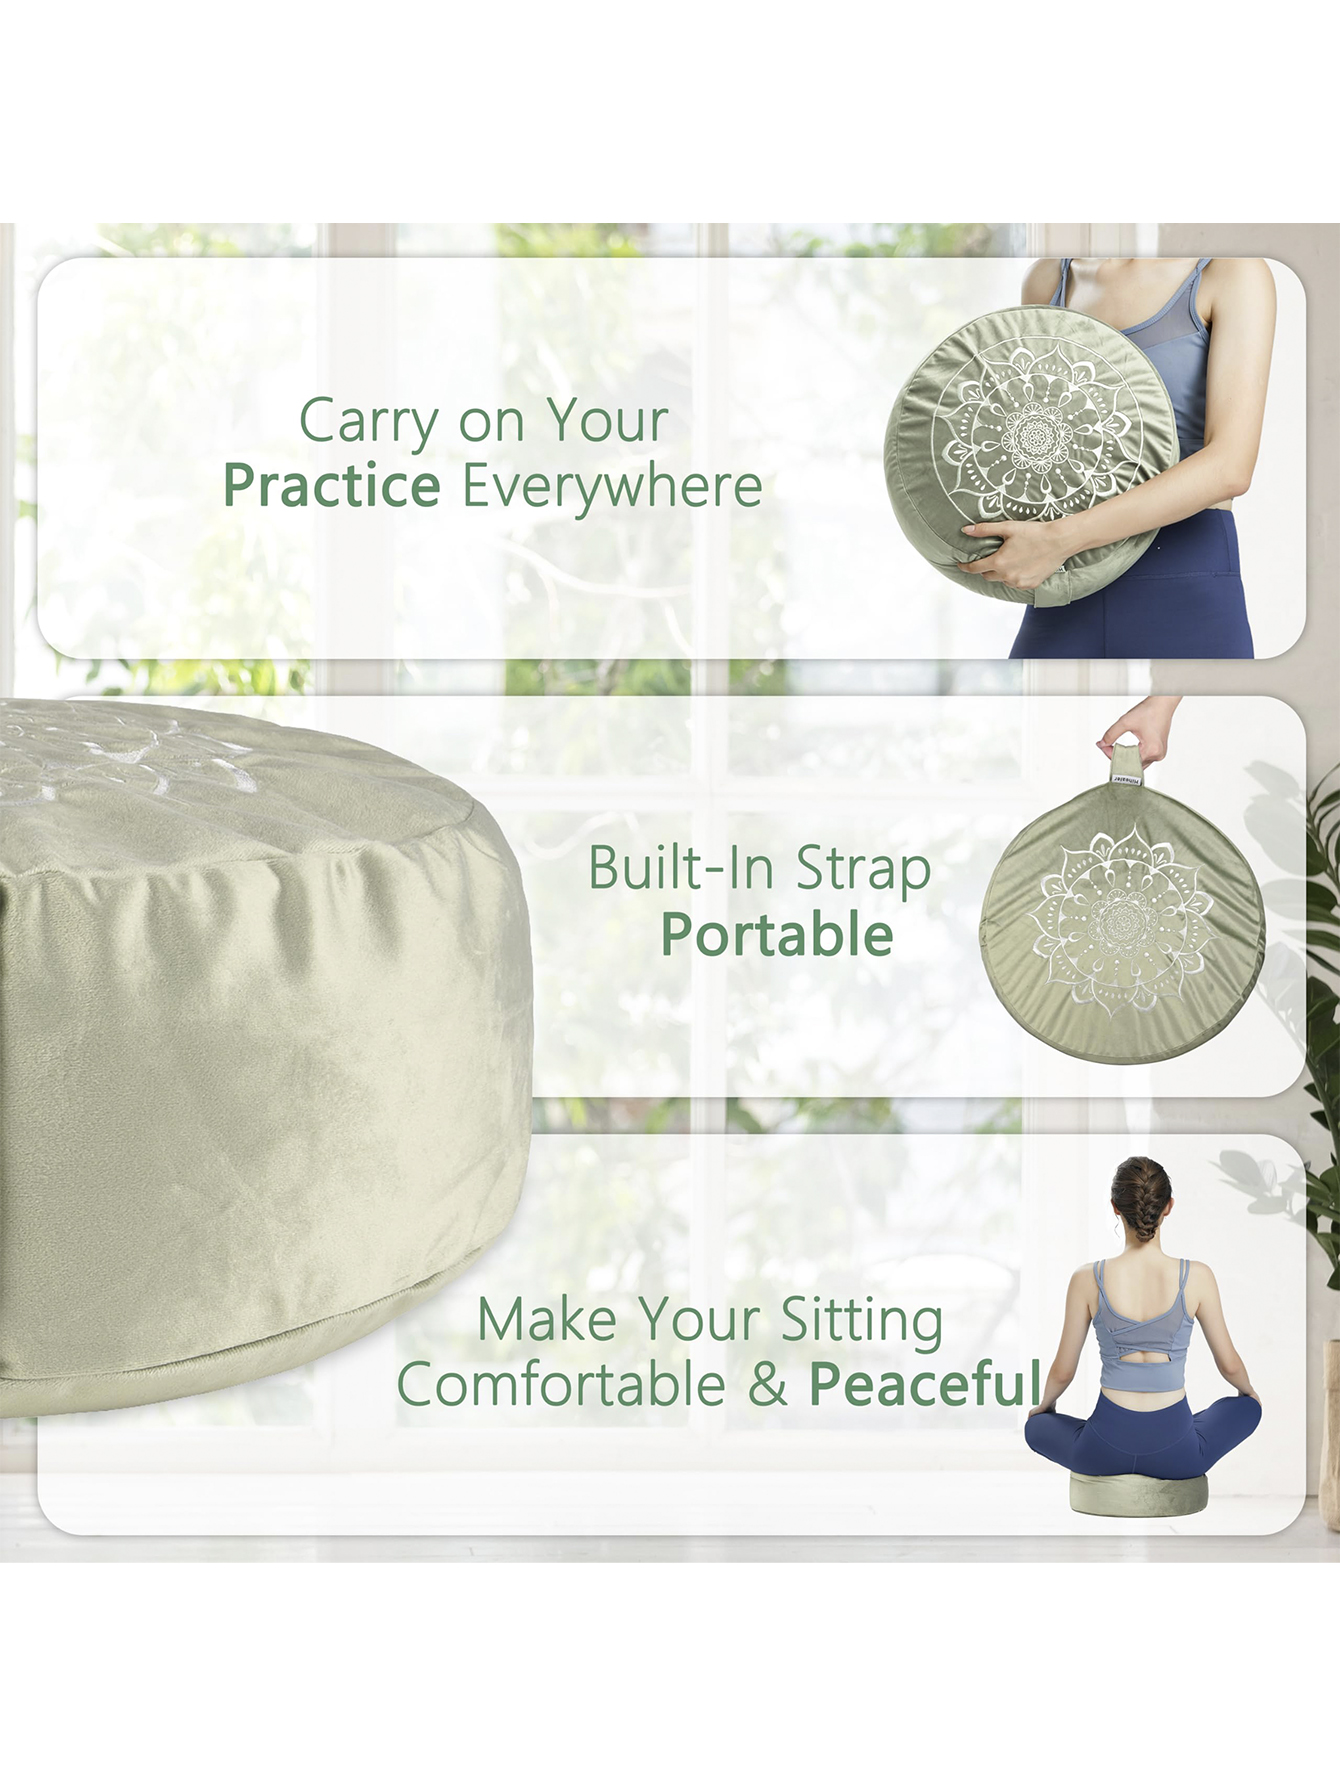 Carry on Your
Practice Everywhere
Built-In Strap
Portable
Make Your Sitting
Comfortable & Peaceful